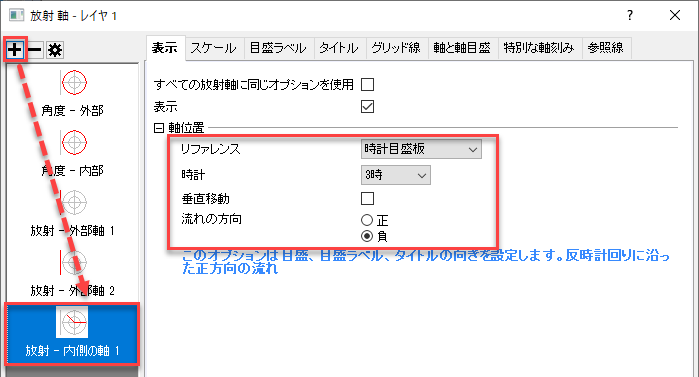 放射 軸 - レイヤ 1
表示 スケール 目盛ラベル タイトル グリッド線 軸と軸目盛 特別な軸刻み 参照線
角度 - 外部
角度 - 内部
放射 - 外部軸 1
放射 - 外部軸 2
放射 - 内側の軸 1
すべての放射軸に同じオプションを使用
表示
軸位置
リファレンス 時計目盛板
時計 3時
垂直移動
流れの方向 正
負
このオプションは目盛、目盛ラベル、タイトルの向きを設定します。反時計回りに沿っ
た正方向の流れ